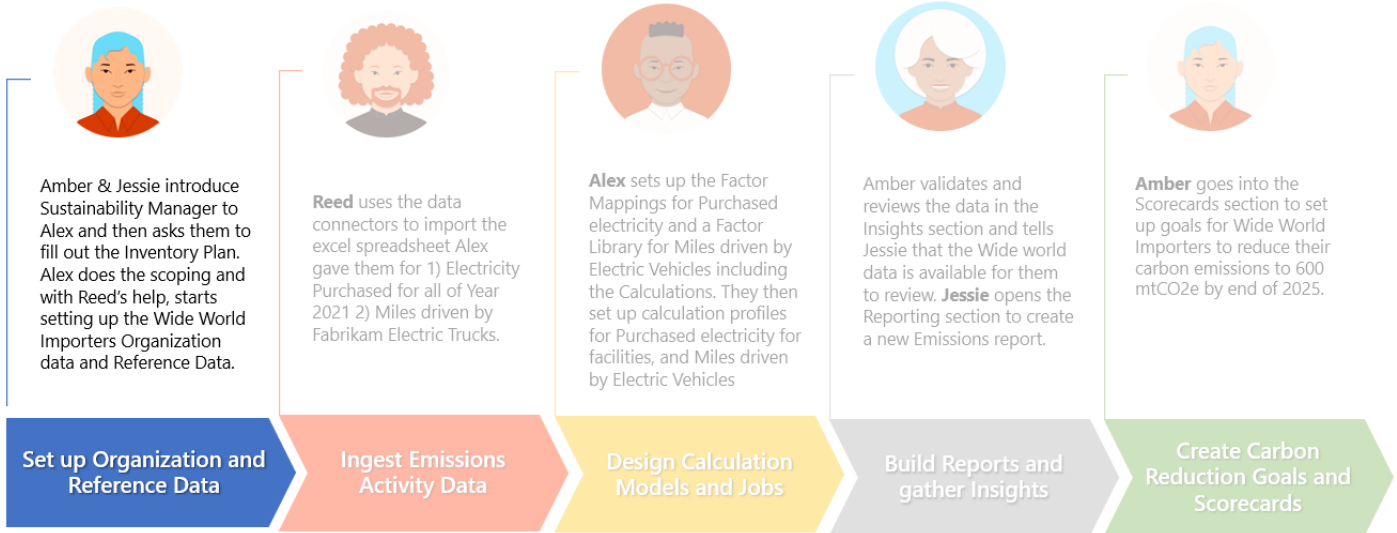 Amber & Jessie introduce
Sustainability Manager to
Alex and then asks them to
fill out the Inventory Plan.
Alex does the scoping and
with Reed's help, starts
setting up the Wide World
Importers Organization
data and Reference Data.
Set up Organization and
Reference Data
Reed uses the data
connectors to import the
excel spreadsheet Alex
gave them for 1) Electricity
Purchased for all of Year
2021 2) Miles driven by
Fabrikam Electric Trucks.
Ingest Emissions
Activity Data
Alex sets up the Factor
Mappings for Purchased
electricity and a Factor
Library for Miles driven by
Electric Vehicles including
the Calculations. They then
set up calculation profiles
for Purchased electricity for
facilities, and Miles driven
by Electric Vehicles
Design Calculation
Models and Jobs
Amber validates and
reviews the data in the
Insights section and tells
Jessie that the Wide world
data is available for them
to review. Jessie opens the
Reporting section to create
a new Emissions report.
Build Reports and
gather Insights
Amber goes into the
Scorecards section to set
up goals for Wide World
Importers to reduce their
carbon emissions to 600
mtCO2e by end of 2025.
Create Carbon
Reduction Goals and
Scorecards